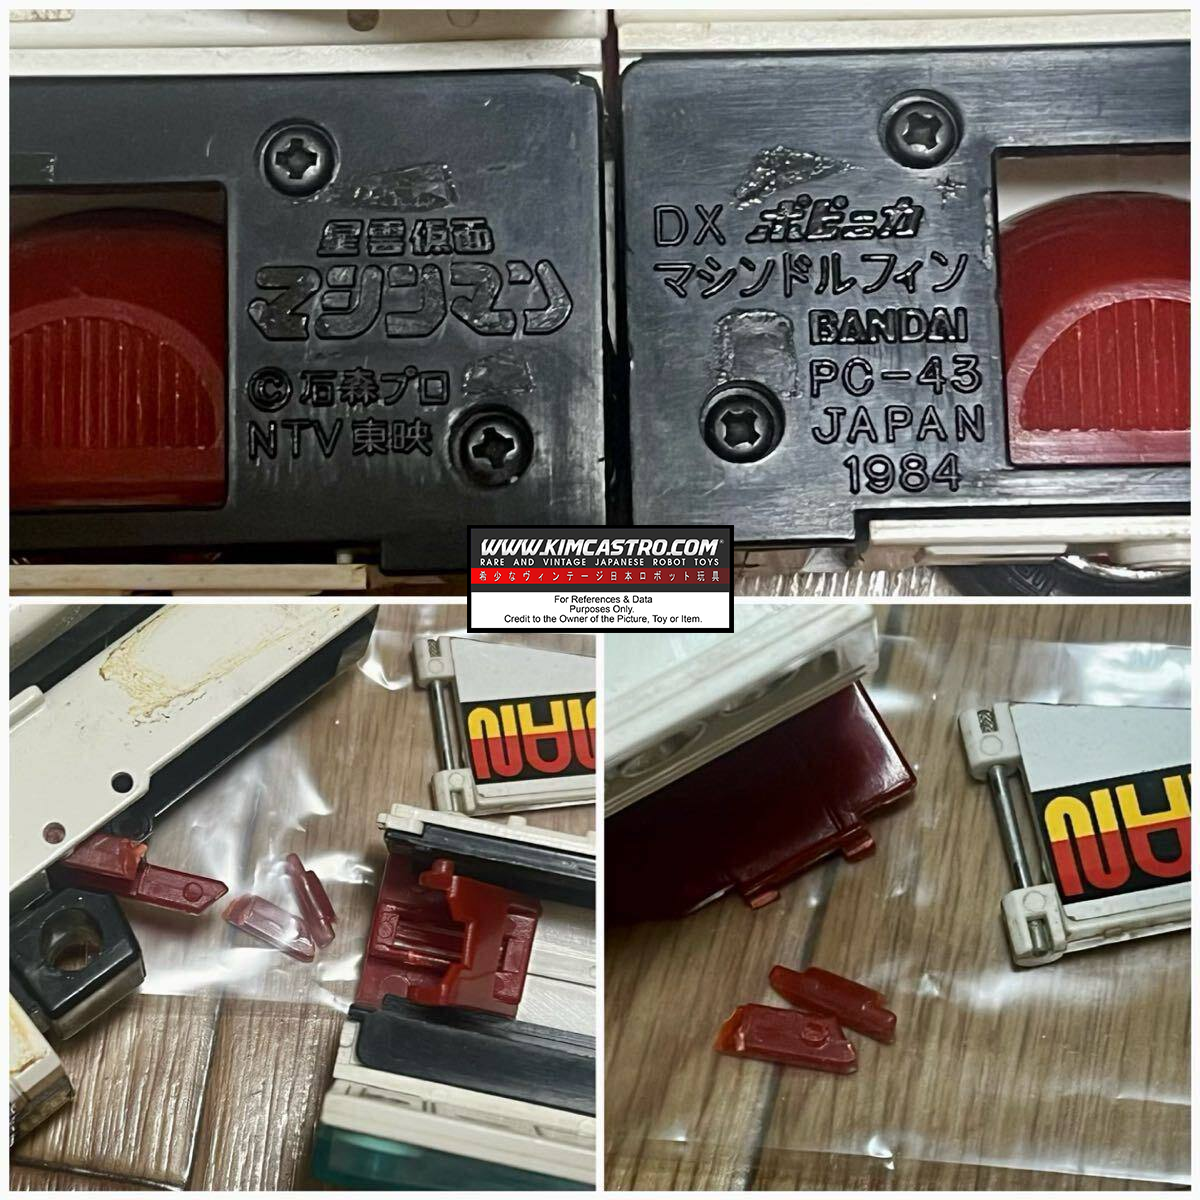 星雲仮面
マシンマン
©石森プロ
NTV 東映
DX ポピニカ
マシンドルフィン
BANDAI
PC-43
JAPAN
1984
WWW.KIMCASTRO.COM®
RARE AND VINTAGE JAPANESE ROBOT TOYS
希少なヴィンテージ日本ロボット玩具
For References & Data
Purposes Only.
Credit to the Owner of the Picture, Toy or Item.